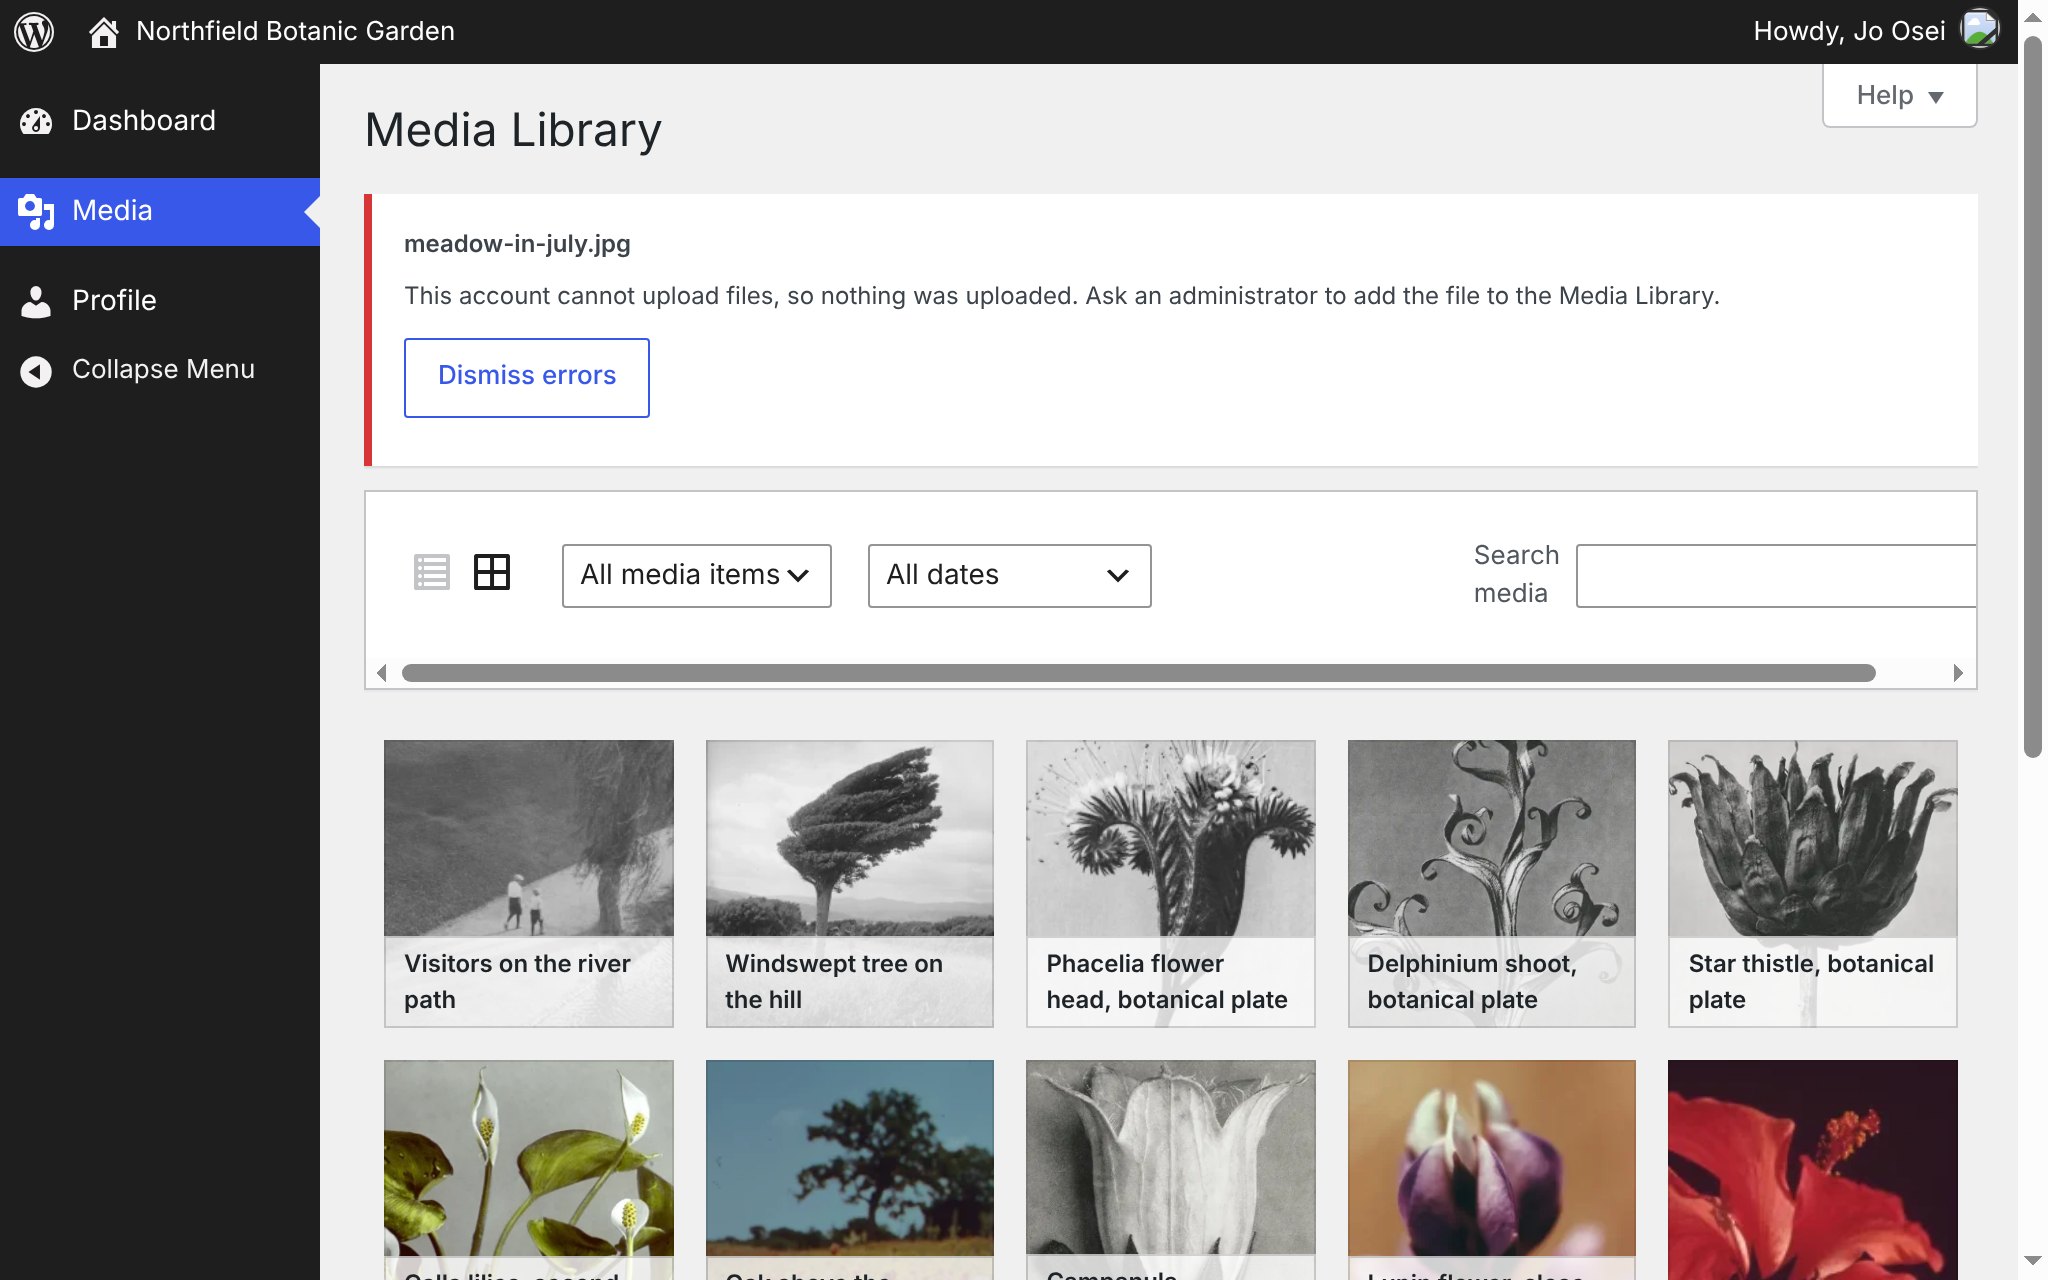 Northfield Botanic Garden
Howdy, Jo Osei
Dashboard
Media
Profile
Collapse Menu
Help
Media Library
meadow-in-july.jpg
This account cannot upload files, so nothing was uploaded. Ask an administrator to add the file to the Media Library.
Dismiss errors
All media items
All dates
Search
media
Visitors on the river
path
Windswept tree on
the hill
Phacelia flower
head, botanical plate
Delphinium shoot,
botanical plate
Star thistle, botanical
plate